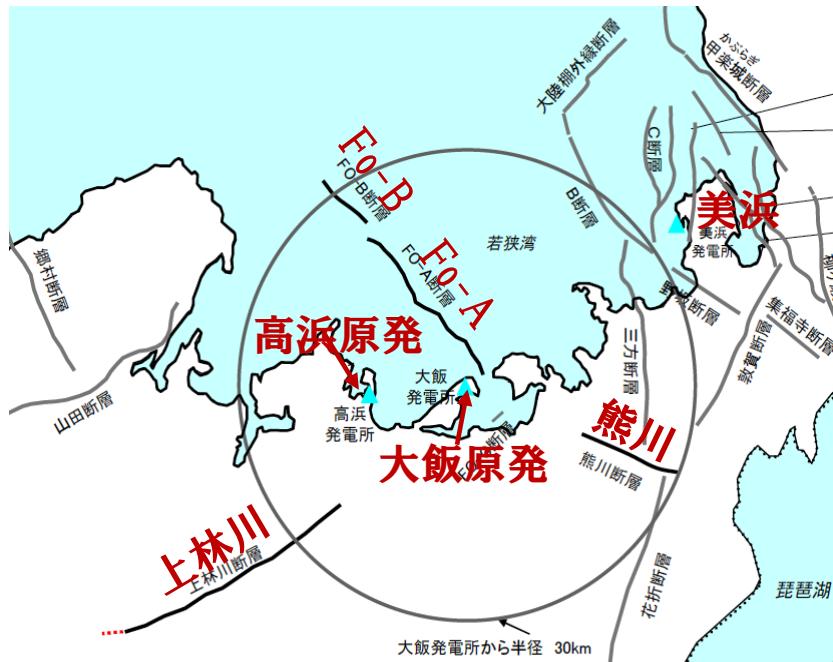 かぶらぎ
甲楽城断層
大陸棚外縁断層
C断層
B断層
Fo-B
FO-B断層
Fo-A
FO-A断層
若狭湾
美浜
美浜
発電所
郷村断層
山田断層
高浜原発
高浜
発電所
大飯
発電所
大飯原発
断層
三方断層
野坂断層
敦賀断層
集福寺断層
熊川
熊川断層
上林川
上林川断層
花折断層
琵琶湖
大飯発電所から半径 30km